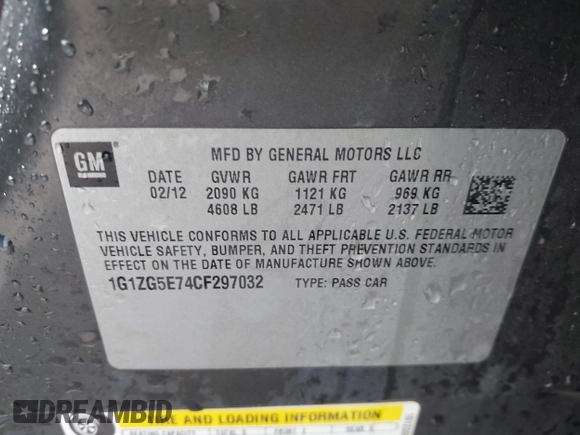 GM
MFD BY GENERAL MOTORS LLC
DATE GVWR GAWR FRT GAWR RR
02/12 2090 KG 1121 KG 969 KG
4608 LB 2471 LB 2137 LB
THIS VEHICLE CONFORMS TO ALL APPLICABLE U.S. FEDERAL MOTOR
VEHICLE SAFETY, BUMPER, AND THEFT PREVENTION STANDARDS IN
EFFECT ON THE DATE OF MANUFACTURE SHOWN ABOVE.
1G1ZG5E74CF297032 TYPE: PASS CAR
AND LOADING INFORMATION
DREAMBID